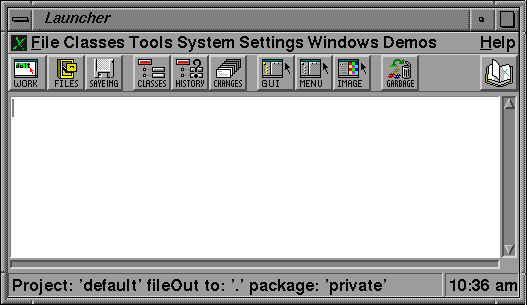 Launcher
File Classes Tools System Settings Windows Demos Help
WORK FILES SAVEIMG CLASSES HISTORY CHANGES GUI MENU IMAGE GARBAGE
Project: 'default' fileOut to: '.' package: 'private' 10:36 am